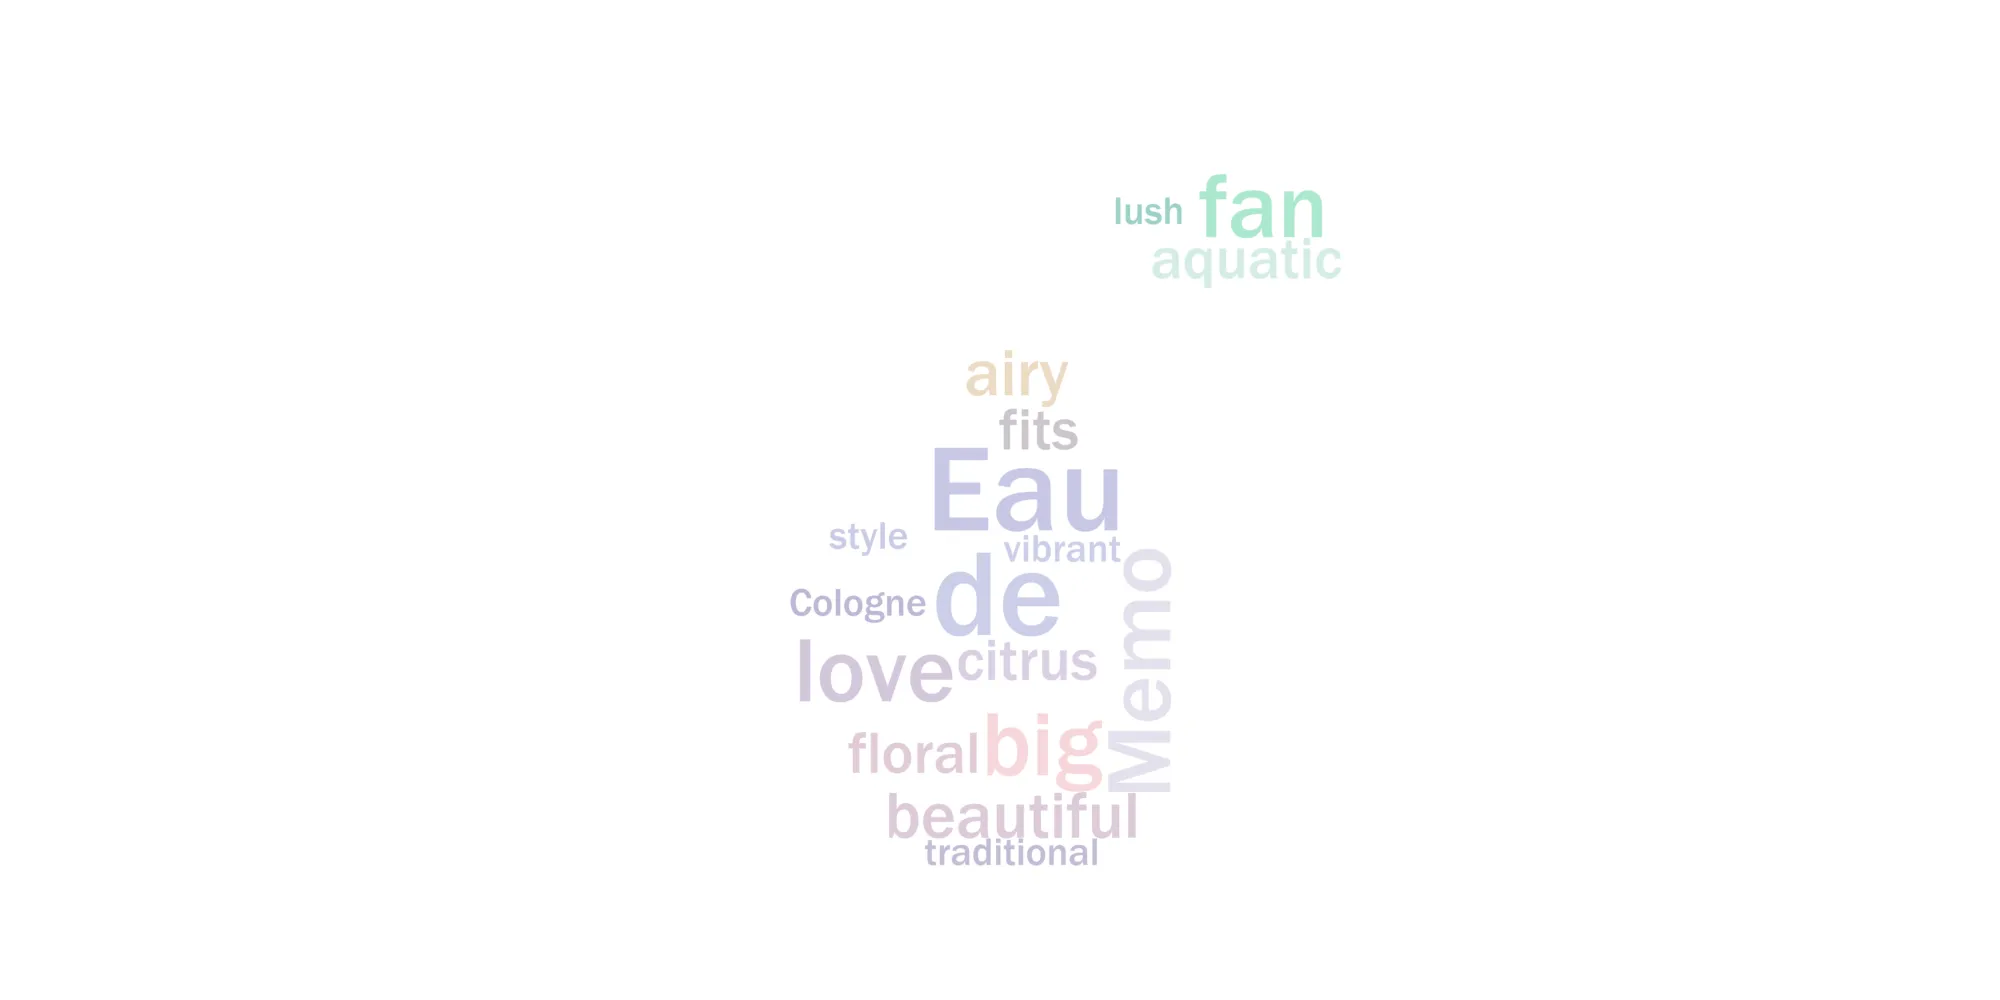 lush fan
aquatic
airy
fits
Eau
style
vibrant
Cologne de
Memo
love citrus
floral big
beautiful
traditional